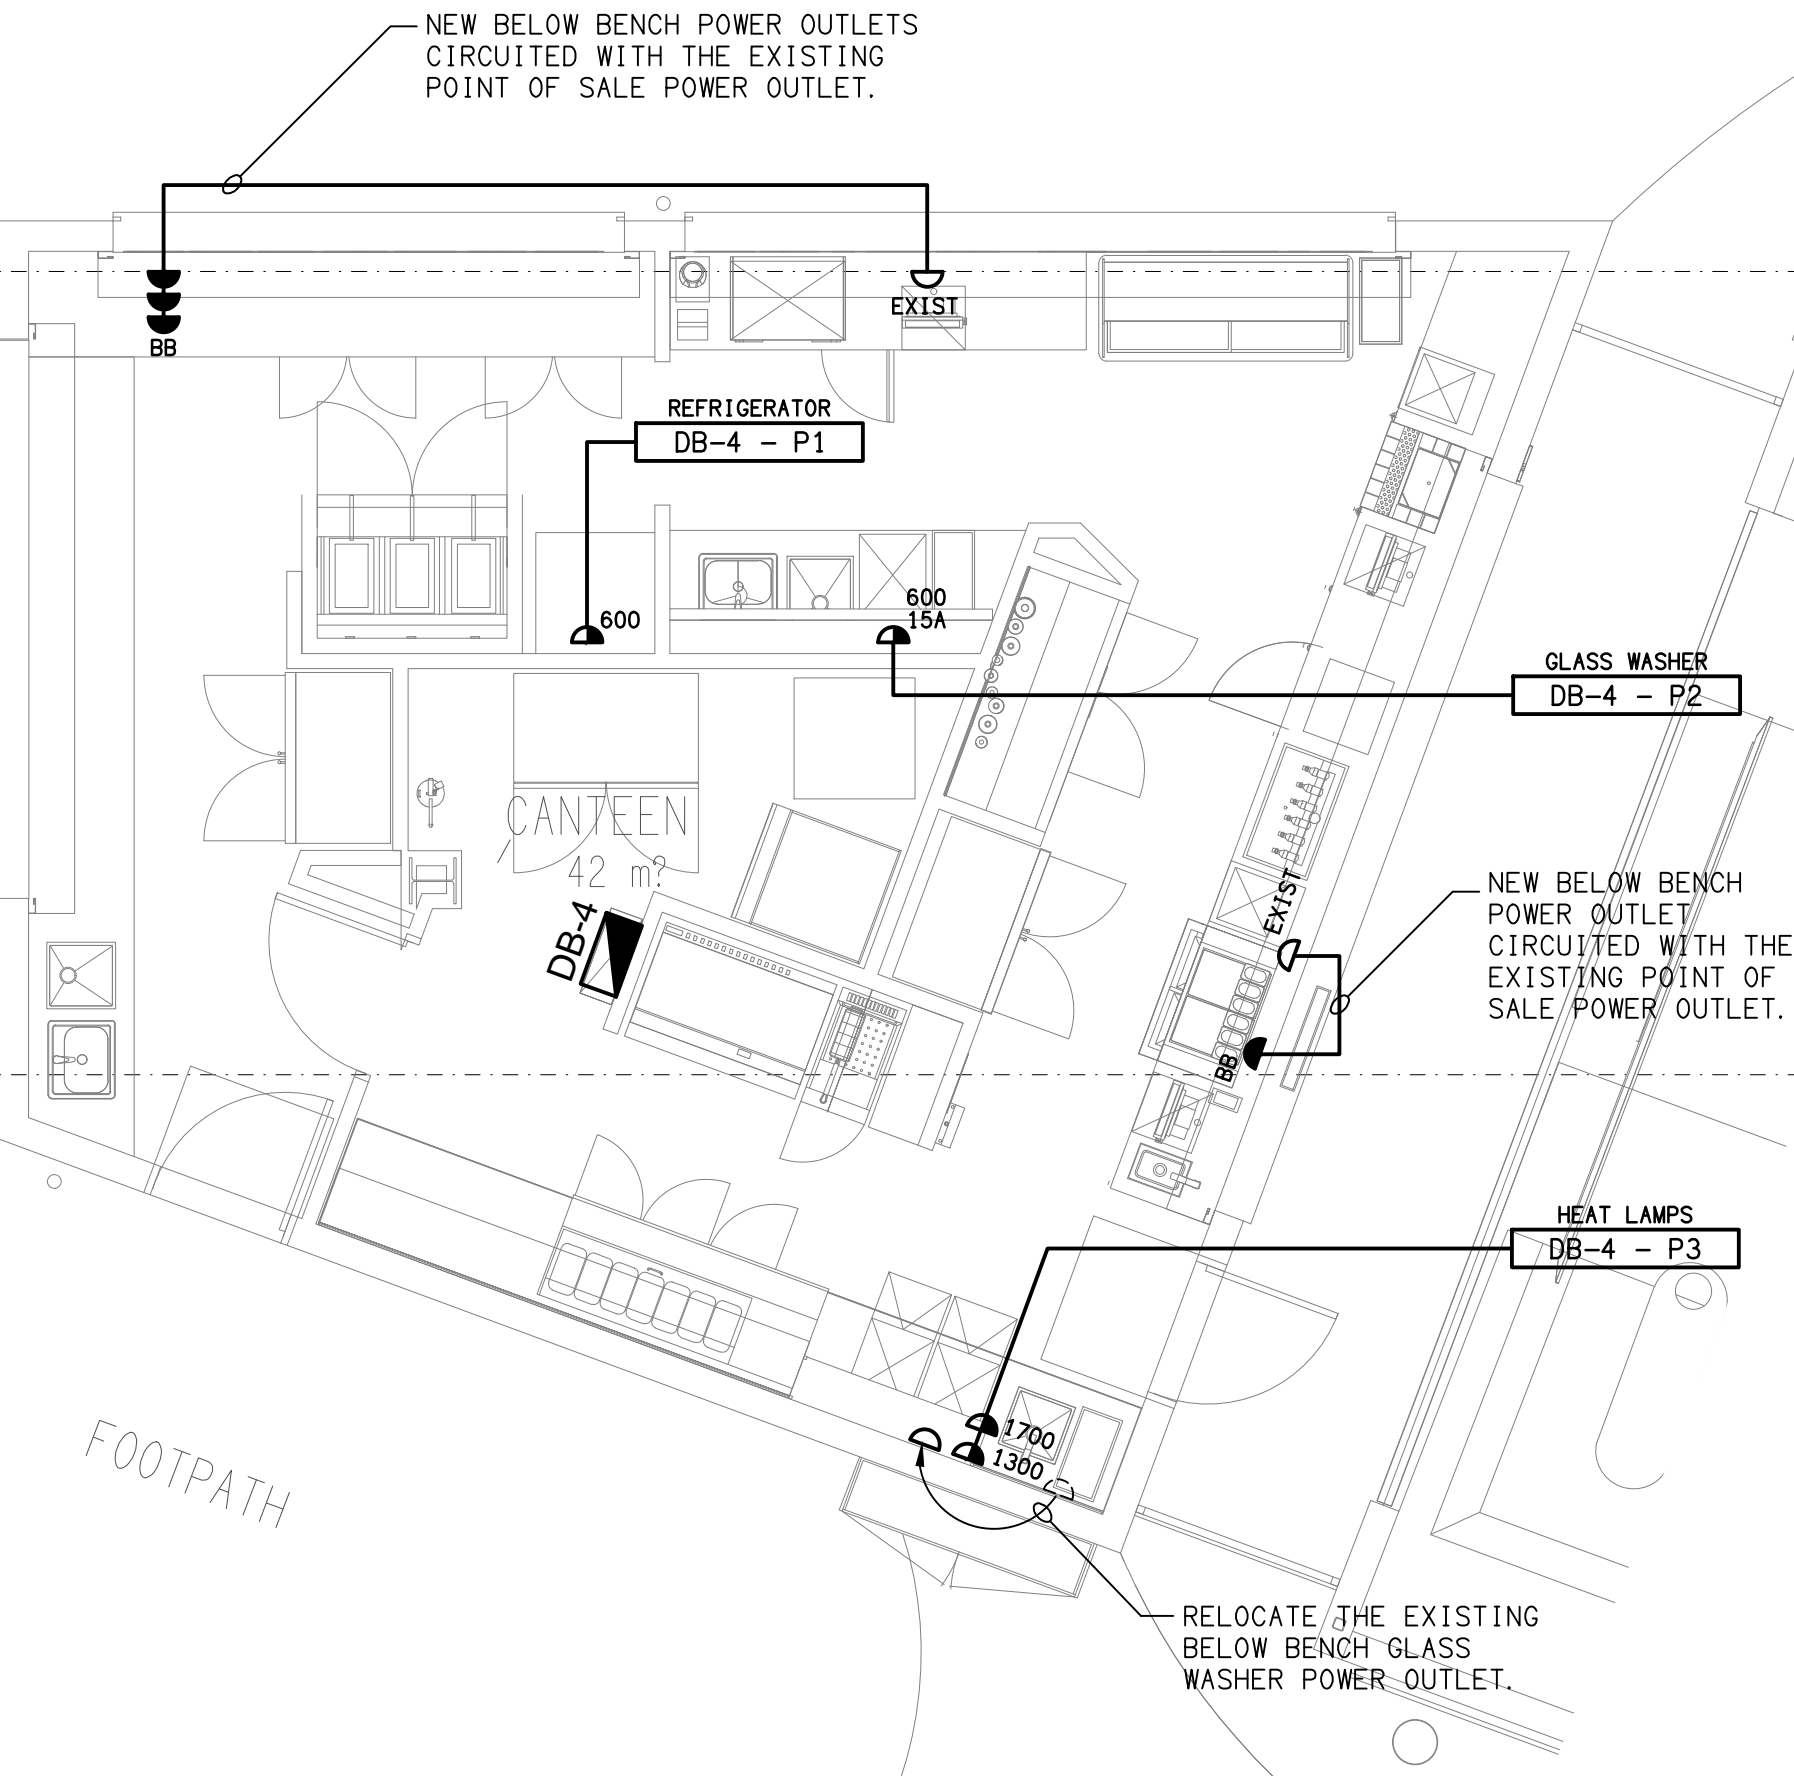 NEW BELOW BENCH POWER OUTLETS
CIRCUITED WITH THE EXISTING
POINT OF SALE POWER OUTLET.
EXIST
BB
REFRIGERATOR
DB-4 - P1
600
600
15A
GLASS WASHER
DB-4 - P2
CANTEEN
42 m?
DB-4
EXIST
NEW BELOW BENCH
POWER OUTLET
CIRCUITED WITH THE
EXISTING POINT OF
SALE POWER OUTLET.
BB
HEAT LAMPS
DB-4 - P3
1700
1300
FOOTPATH
RELOCATE THE EXISTING
BELOW BENCH GLASS
WASHER POWER OUTLET.